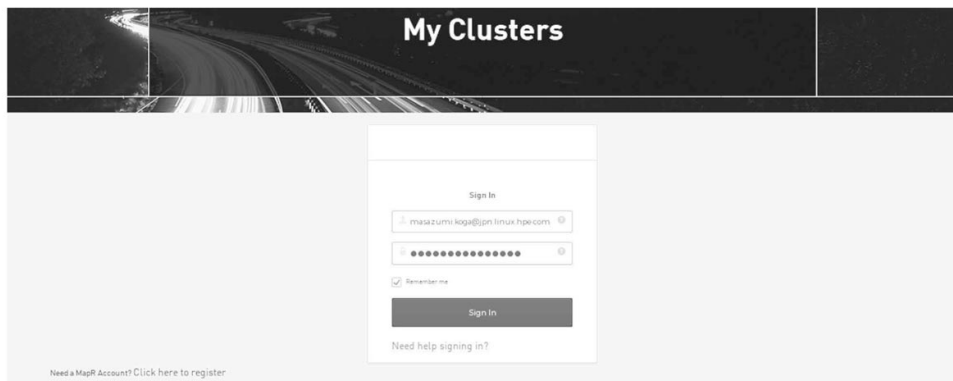 My Clusters
Sign In
masazumi.koga@jpn.linux.hpe.com
●●●●●●●●●●●●●●●
Remember me
Sign In
Need help signing in?
Need a MapR Account? Click here to register